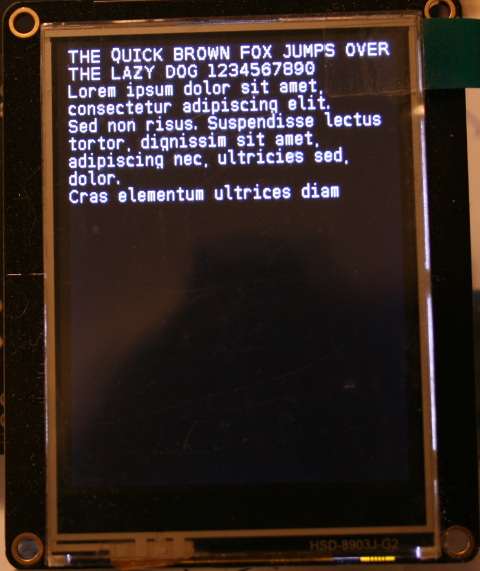 THE QUICK BROWN FOX JUMPS OVER
THE LAZY DOG 1234567890
Lorem ipsum dolor sit amet,
consectetur adipiscing elit.
Sed non risus. Suspendisse lectus
tortor, dignissim sit amet,
adipiscing nec, ultricies sed,
dolor.
Cras elementum ultrices diam
HSD-8903J-G2